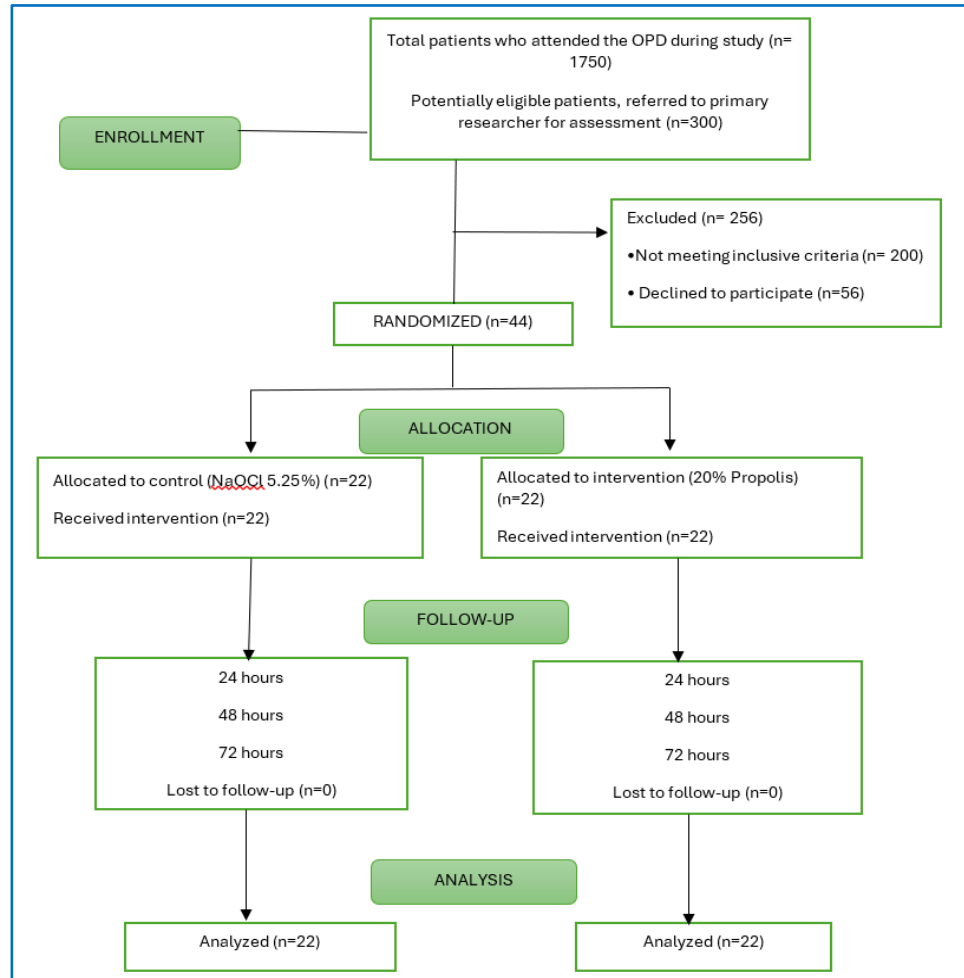 Total patients who attended the OPD during study (n=
1750)
Potentially eligible patients, referred to primary
researcher for assessment (n=300)
ENROLLMENT
Excluded (n= 256)
•Not meeting inclusive criteria (n= 200)
• Declined to participate (n=56)
RANDOMIZED (n=44)
ALLOCATION
Allocated to control (NaOCl 5.25%) (n=22)
Received intervention (n=22)
Allocated to intervention (20% Propolis)
(n=22)
Received intervention (n=22)
FOLLOW-UP
24 hours
48 hours
72 hours
Lost to follow-up (n=0)
24 hours
48 hours
72 hours
Lost to follow-up (n=0)
ANALYSIS
Analyzed (n=22)
Analyzed (n=22)